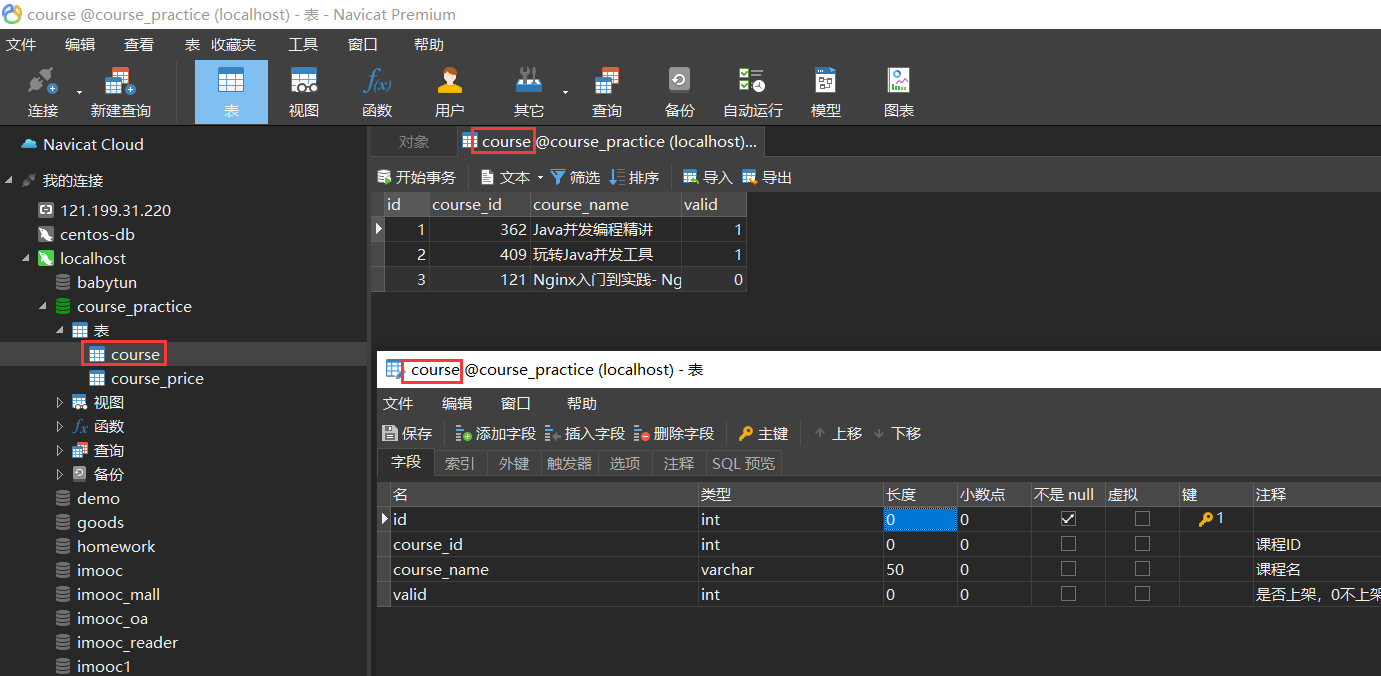 course @course_practice (localhost) - 表 - Navicat Premium
文件 编辑 查看 表 收藏夹 工具 窗口 帮助
连接 新建查询 表 视图 函数 用户 其它 查询 备份 自动运行 模型 图表
Navicat Cloud
我的连接
121.199.31.220
centos-db
localhost
babytun
course_practice
表
course
course_price
视图
函数
查询
备份
demo
goods
homework
imooc
imooc_mall
imooc_oa
imooc_reader
imooc1
对象 course @course_practice (localhost)...
开始事务 文本 筛选 排序 导入 导出
id course_id course_name valid
1 362 Java并发编程精讲 1
2 409 玩转Java并发工具 1
3 121 Nginx入门到实践- Ng 0
course @course_practice (localhost) - 表
文件 编辑 窗口 帮助
保存 添加字段 插入字段 删除字段 主键 上移 下移
字段 索引 外键 触发器 选项 注释 SQL 预览
名 类型 长度 小数点 不是 null 虚拟 键 注释
id int 0 0 1
course_id int 0 0 课程ID
course_name varchar 50 0 课程名
valid int 0 0 是否上架，0不上架